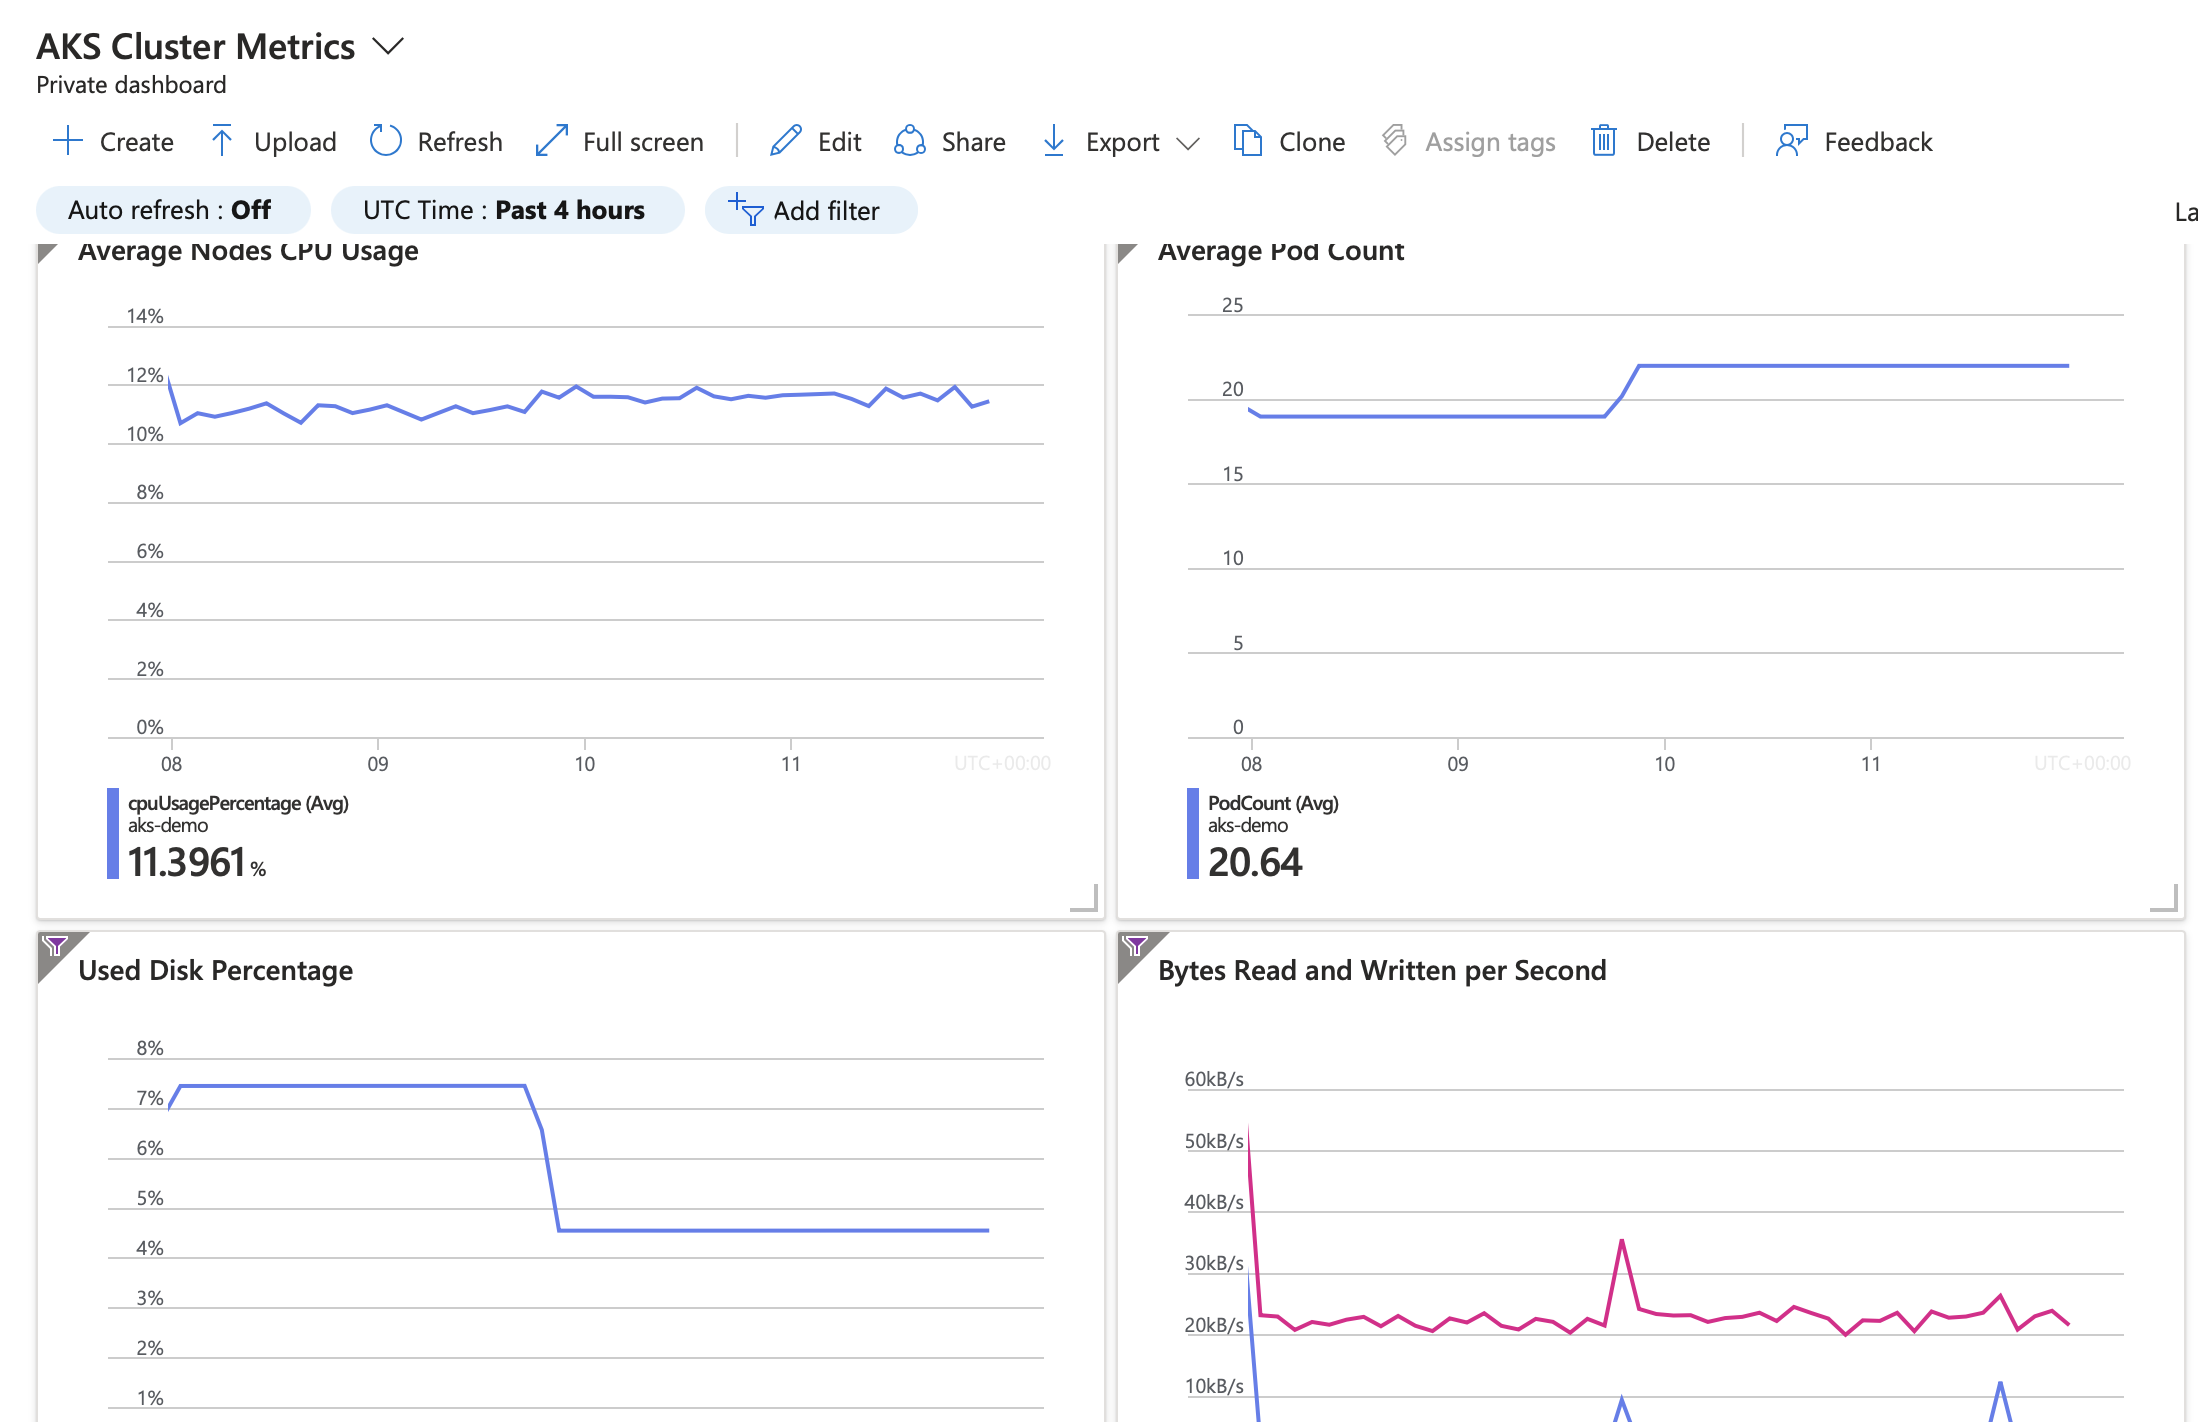 AKS Cluster Metrics
Private dashboard
Create Upload Refresh Full screen Edit Share Export Clone Assign tags Delete Feedback
Auto refresh : Off UTC Time : Past 4 hours Add filter La
Average Nodes CPU Usage
14%
12%
10%
8%
6%
4%
2%
0%
08 09 10 11 UTC+00:00
cpuUsagePercentage (Avg)
aks-demo
11.3961 %
Average Pod Count
25
20
15
10
5
0
08 09 10 11 UTC+00:00
PodCount (Avg)
aks-demo
20.64
Used Disk Percentage
8%
7%
6%
5%
4%
3%
2%
1%
Bytes Read and Written per Second
60kB/s
50kB/s
40kB/s
30kB/s
20kB/s
10kB/s